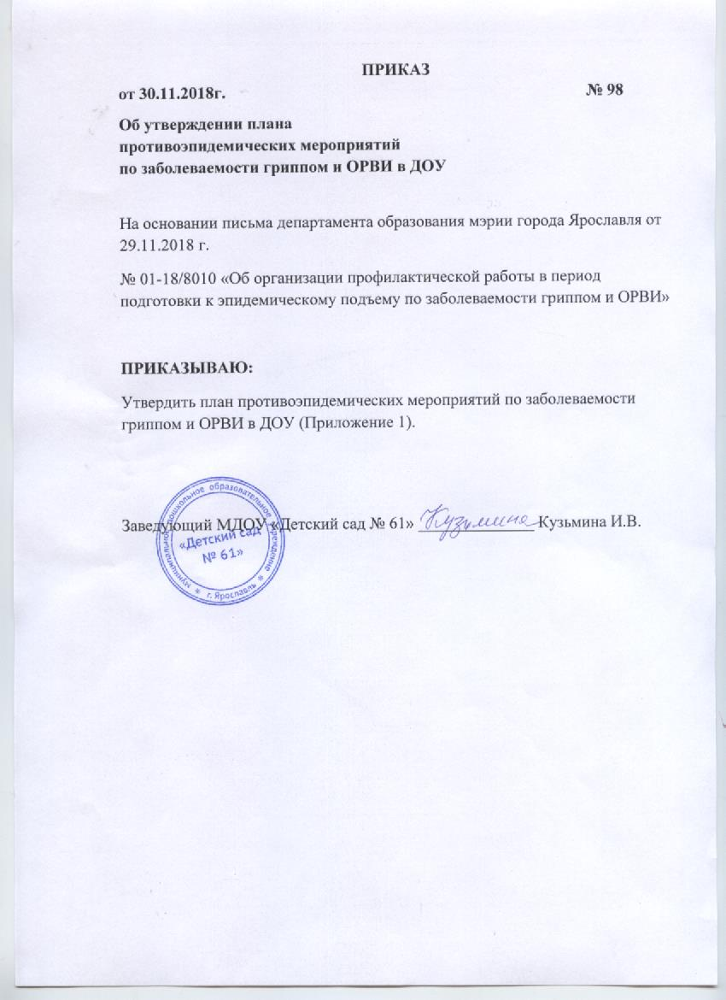 ПРИКАЗ
от 30.11.2018г. № 98
Об утверждении плана
противоэпидемических мероприятий
по заболеваемости гриппом и ОРВИ в ДОУ
На основании письма департамента образования мэрии города Ярославля от
29.11.2018 г.
№ 01-18/8010 «Об организации профилактической работы в период
подготовки к эпидемическому подъему по заболеваемости гриппом и ОРВИ»
ПРИКАЗЫВАЮ:
Утвердить план противоэпидемических мероприятий по заболеваемости
гриппом и ОРВИ в ДОУ (Приложение 1).
Заведующий МДОУ «Детский сад № 61» Кузьмина Кузьмина И.В.
Муниципальное дошкольное образовательное учреждение
«Детский сад
№ 61»
* г. Ярославль *